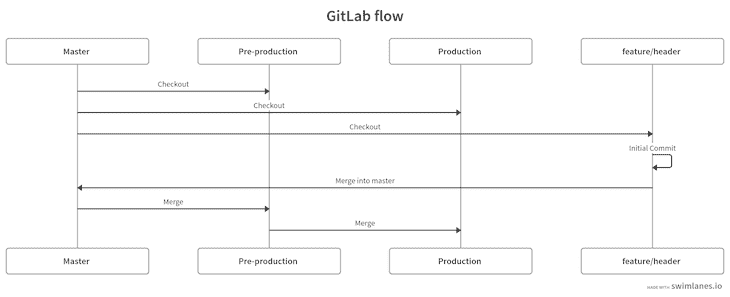 GitLab flow
Master Pre-production Production feature/header
Checkout
Checkout
Checkout
Initial Commit
Merge into master
Merge
Merge
Master Pre-production Production feature/header
MADE WITH swimlanes.io